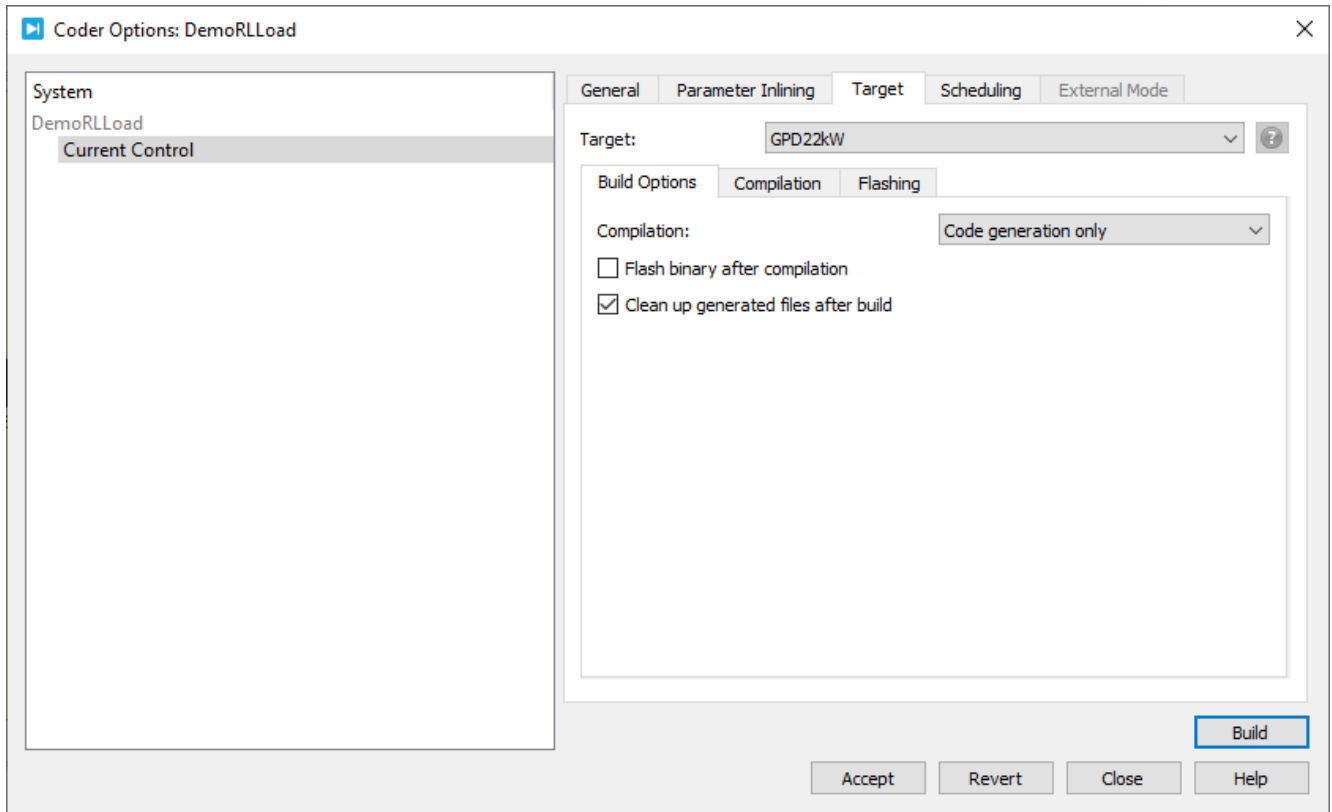 Coder Options: DemoRLLoad
System
DemoRLLoad
Current Control
General Parameter Inlining Target Scheduling External Mode
Target: GPD22kW
Build Options Compilation Flashing
Compilation: Code generation only
Flash binary after compilation
Clean up generated files after build
Build
Accept Revert Close Help